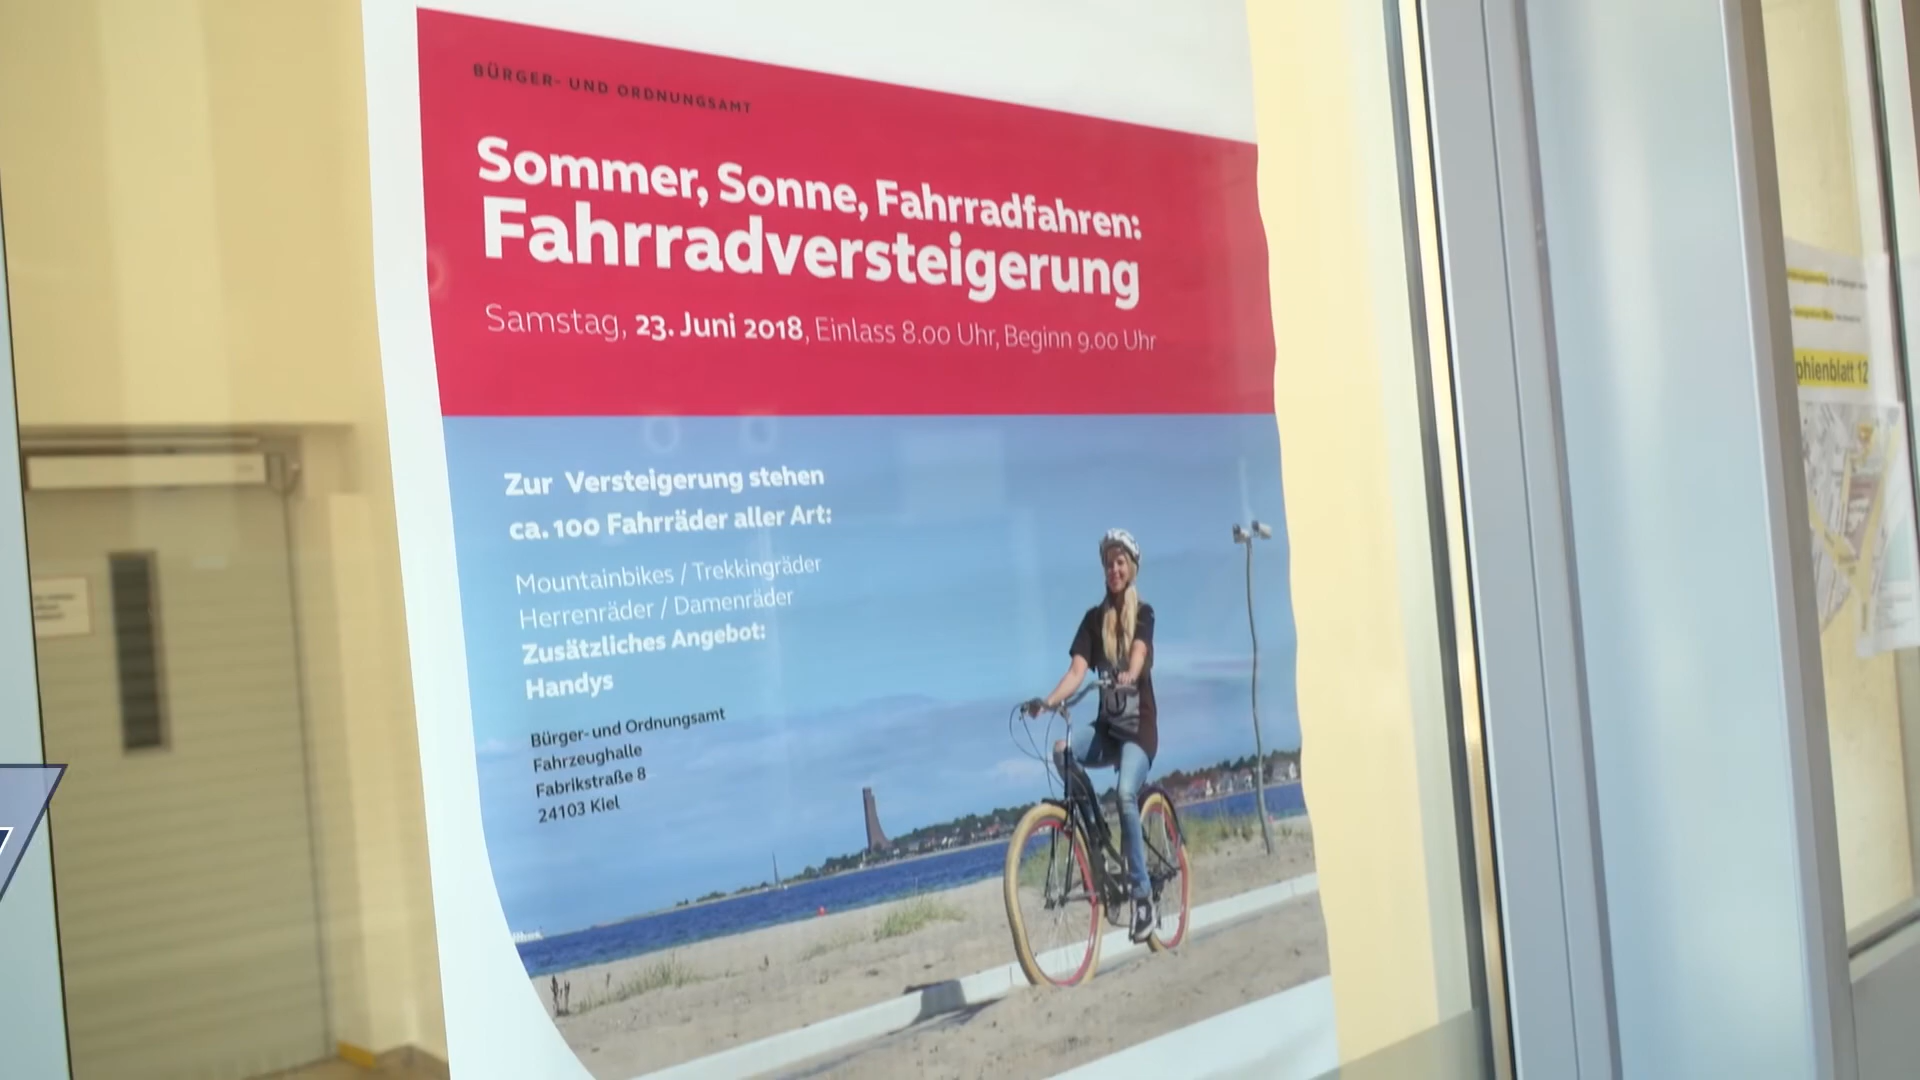 BÜRGER- UND ORDNUNGSAMT
Sommer, Sonne, Fahrradfahren:
Fahrradversteigerung
Samstag, 23. Juni 2018, Einlass 8.00 Uhr, Beginn 9.00 Uhr
Zur Versteigerung stehen
ca. 100 Fahrräder aller Art:
Mountainbikes / Trekkingräder
Herrenräder / Damenräder
Zusätzliches Angebot:
Handys
Bürger- und Ordnungsamt
Fahrzeughalle
Fabrikstraße 8
24103 Kiel
phienblatt 12